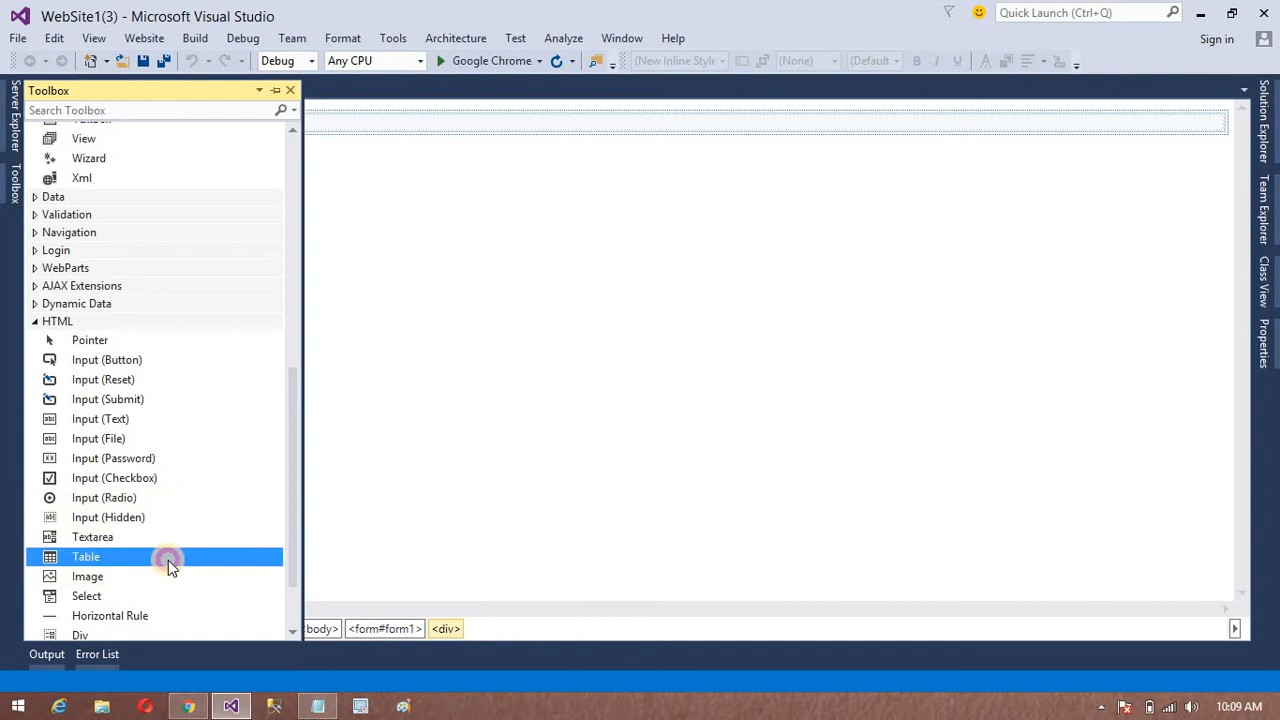 WebSite1(3) - Microsoft Visual Studio
Quick Launch (Ctrl+Q)
File Edit View Website Build Debug Team Format Tools Architecture Test Analyze Window Help
Sign in
Debug Any CPU Google Chrome (New Inline Style) (None) (Default) B I U A
Server Explorer
Toolbox
Toolbox
Search Toolbox
View
Wizard
Xml
Data
Validation
Navigation
Login
WebParts
AJAX Extensions
Dynamic Data
HTML
Pointer
Input (Button)
Input (Reset)
Input (Submit)
Input (Text)
Input (File)
Input (Password)
Input (Checkbox)
Input (Radio)
Input (Hidden)
Textarea
Table
Image
Select
Horizontal Rule
Div
Solution Explorer
Team Explorer
Class View
Properties
body> <form#form1> <div>
Output Error List
10:09 AM